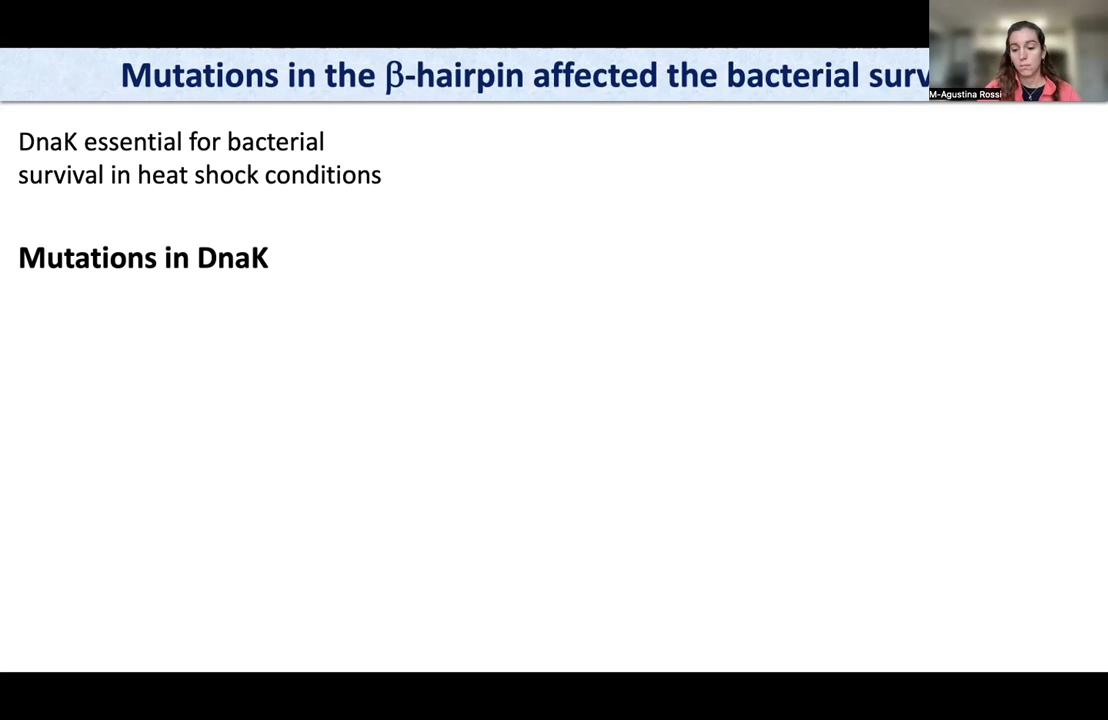 Mutations in the β-hairpin affected the bacterial surv
M-Agustina Rossi
DnaK essential for bacterial
survival in heat shock conditions
Mutations in DnaK